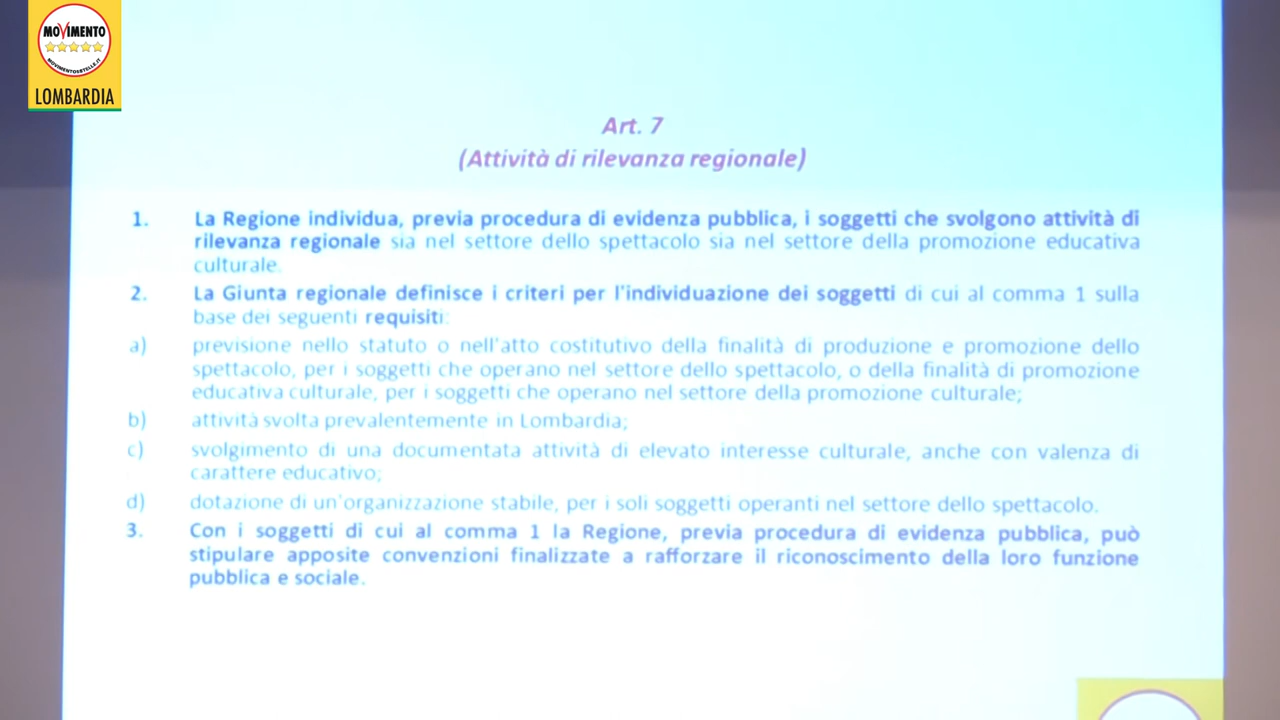 MOVIMENTO
MOVIMENTO5STELLE.IT
LOMBARDIA
Art. 7
(Attività di rilevanza regionale)
1. La Regione individua, previa procedura di evidenza pubblica, i soggetti che svolgono attività di
rilevanza regionale sia nel settore dello spettacolo sia nel settore della promozione educativa
culturale.
2. La Giunta regionale definisce i criteri per l'individuazione dei soggetti di cui al comma 1 sulla
base dei seguenti requisiti:
a) previsione nello statuto o nell'atto costitutivo della finalità di produzione e promozione dello
spettacolo, per i soggetti che operano nel settore dello spettacolo, o della finalità di promozione
educativa culturale, per i soggetti che operano nel settore della promozione culturale;
b) attività svolta prevalentemente in Lombardia;
c) svolgimento di una documentata attività di elevato interesse culturale, anche con valenza di
carattere educativo;
d) dotazione di un'organizzazione stabile, per i soli soggetti operanti nel settore dello spettacolo.
3. Con i soggetti di cui al comma 1 la Regione, previa procedura di evidenza pubblica, può
stipulare apposite convenzioni finalizzate a rafforzare il riconoscimento della loro funzione
pubblica e sociale.